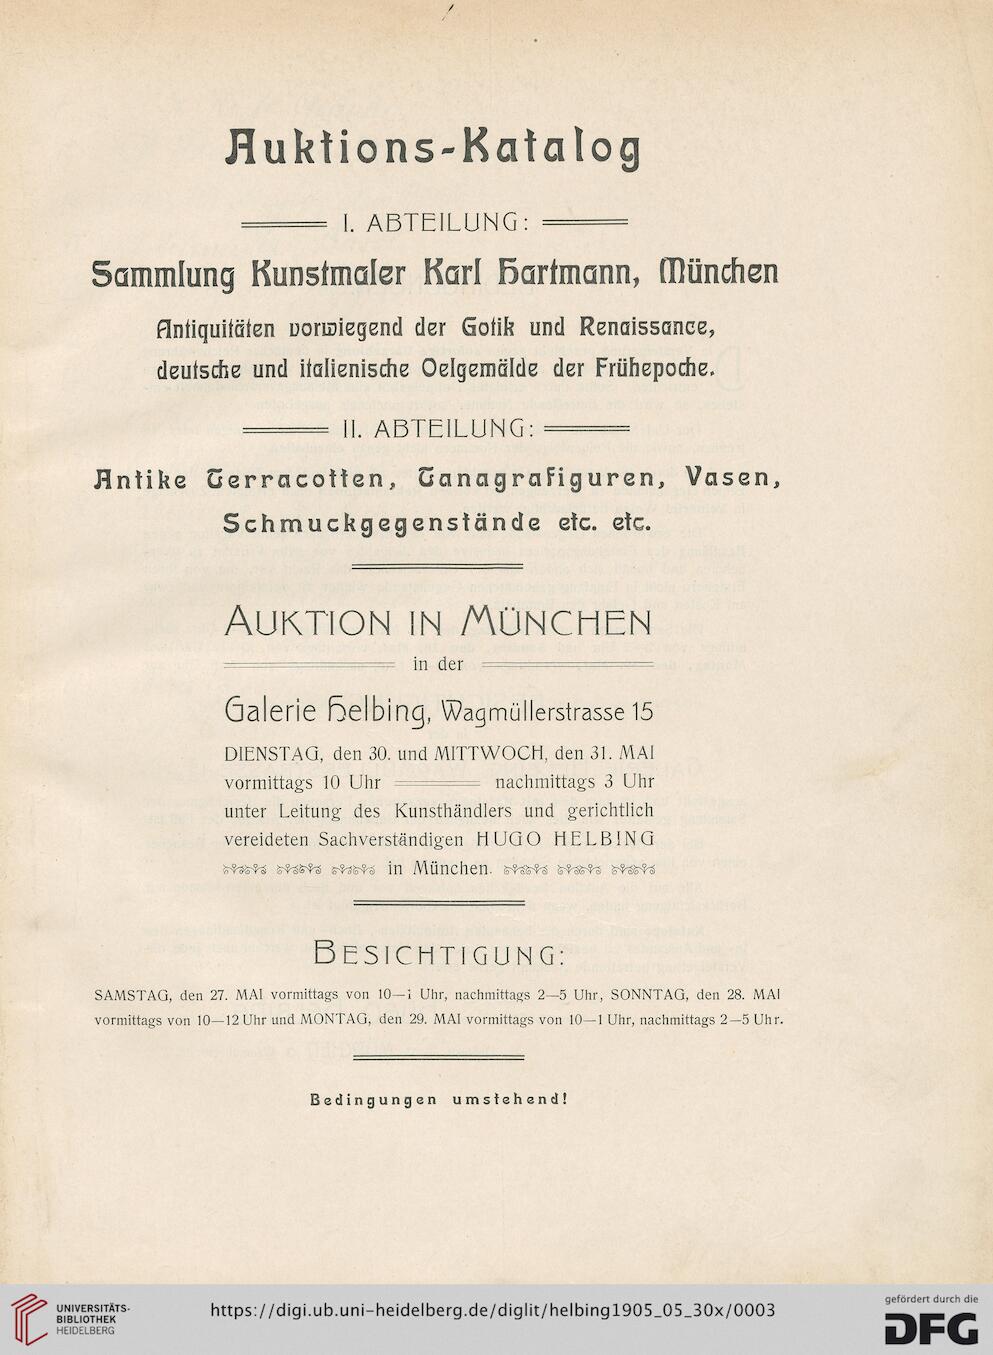 Auktions-Katalog
I. ABTEILUNG:
Sammlung Kunstmaler Karl Hartmann, München
Antiquitäten vorwiegend der Gotik und Renaissance,
deutsche und italienische Oelgemälde der Frühepoche.
II. ABTEILUNG:
Antike Terracotten, Tanagrafiguren, Vasen,
Schmuckgegenstände etc. etc.
AUKTION IN MÜNCHEN
in der
Galerie Helbing, Wagmüllerstrasse 15
DIENSTAG, den 30. und MITTWOCH, den 31. MAI
vormittags 10 Uhr nachmittags 3 Uhr
unter Leitung des Kunsthändlers und gerichtlich
vereideten Sachverständigen HUGO HELBING
in München.
BESICHTIGUNG:
SAMSTAG, den 27. MAI vormittags von 10—1 Uhr, nachmittags 2—5 Uhr, SONNTAG, den 28. MAI
vormittags von 10—12 Uhr und MONTAG, den 29. MAI vormittags von 10—1 Uhr, nachmittags 2—5 Uhr.
Bedingungen umstehend!
UNIVERSITÄTS-
BIBLIOTHEK
HEIDELBERG
https://digi.ub.uni-heidelberg.de/diglit/helbing1905_05_30x/0003
gefördert durch die
DFG